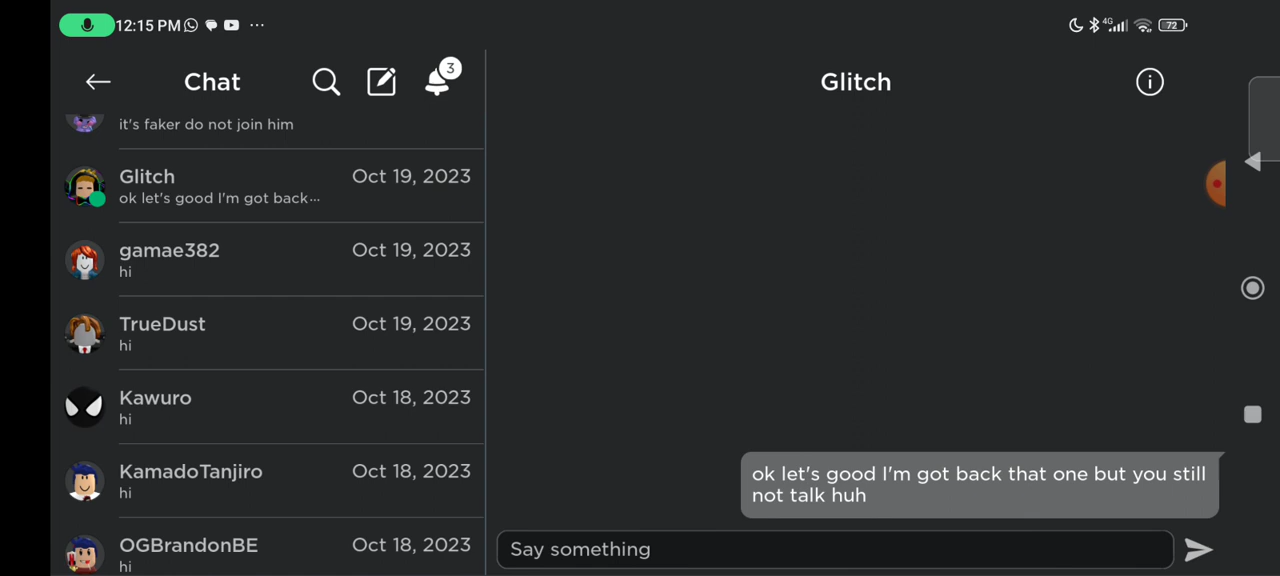 12:15 PM
4G
72
Chat
3
Glitch
it's faker do not join him
Glitch Oct 19, 2023
ok let's good I'm got back...
gamae382 Oct 19, 2023
hi
TrueDust Oct 19, 2023
hi
Kawuro Oct 18, 2023
hi
KamadoTanjiro Oct 18, 2023
hi
OGBrandonBE Oct 18, 2023
hi
ok let's good I'm got back that one but you still
not talk huh
Say something